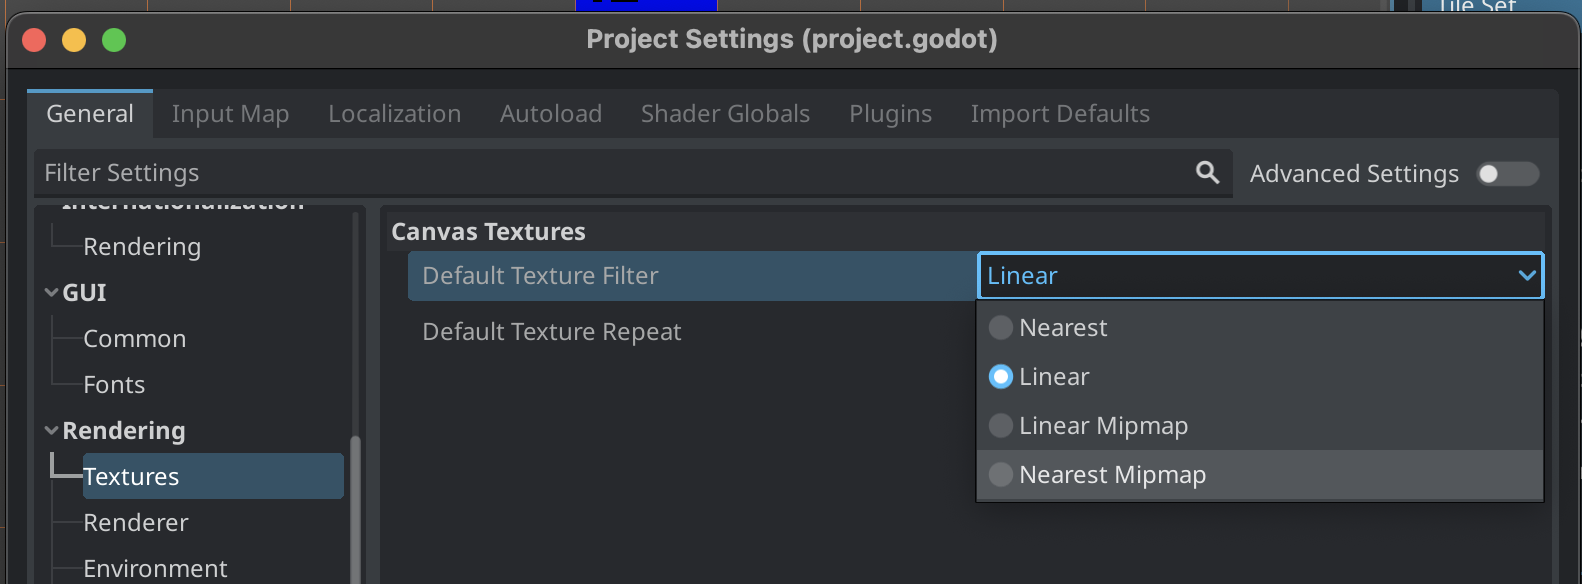 Tile Set
Project Settings (project.godot)
General Input Map Localization Autoload Shader Globals Plugins Import Defaults
Filter Settings Advanced Settings
Internationalization
Rendering
GUI
Common
Fonts
Rendering
Textures
Renderer
Environment
Canvas Textures
Default Texture Filter Linear
Default Texture Repeat
Nearest
Linear
Linear Mipmap
Nearest Mipmap